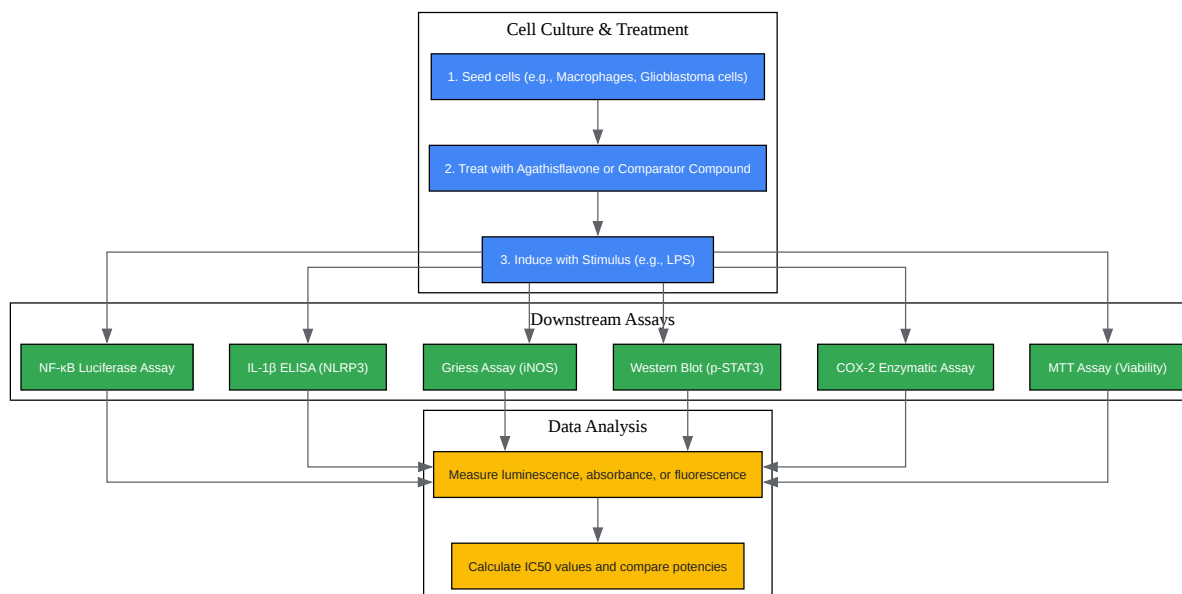 Cell Culture & Treatment
1. Seed cells (e.g., Macrophages, Glioblastoma cells)
2. Treat with Agathisflavone or Comparator Compound
3. Induce with Stimulus (e.g., LPS)
Downstream Assays
NF-κB Luciferase Assay
IL-1β ELISA (NLRP3)
Griess Assay (iNOS)
Western Blot (p-STAT3)
COX-2 Enzymatic Assay
MTT Assay (Viability)
Data Analysis
Measure luminescence, absorbance, or fluorescence
Calculate IC50 values and compare potencies